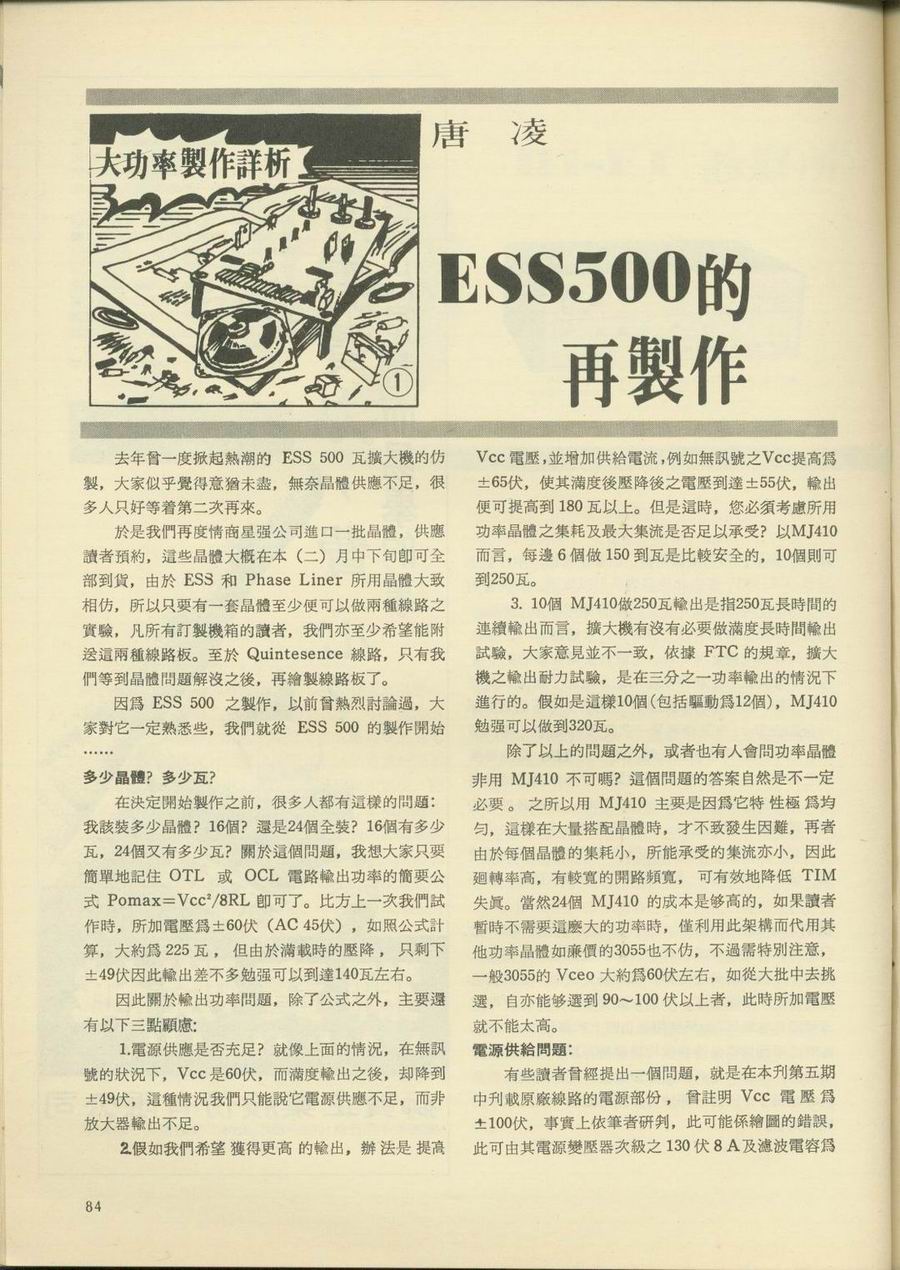 大功率製作詳析
1
唐 凌
ESS500的
再製作
去年曾一度掀起熱潮的 ESS 500 瓦擴大機的仿
製，大家似乎覺得意猶未盡，無奈晶體供應不足，很
多人只好等着第二次再來。
於是我們再度情商星强公司進口一批晶體，供應
讀者預約，這些晶體大概在本（二）月中下旬卽可全
部到貨，由於 ESS 和 Phase Liner 所用晶體大致
相仿，所以只要有一套晶體至少便可以做兩種線路之
實驗，凡所有訂製機箱的讀者，我們亦至少希望能附
送這兩種線路板。至於 Quintesence 線路，只有我
們等到晶體問題解沒之後，再繪製線路板了。
因爲 ESS 500 之製作，以前曾熱烈討論過，大
家對它一定熟悉些，我們就從 ESS 500 的製作開始
……
多少晶體？多少瓦？
在決定開始製作之前，很多人都有這樣的問題：
我該裝多少晶體？16個？還是24個全裝？16個有多少
瓦，24個又有多少瓦？關於這個問題，我想大家只要
簡單地記住 OTL 或 OCL 電路輸出功率的簡要公
式 Pomax＝Vcc²/8RL 卽可了。比方上一次我們試
作時，所加電壓爲±60伏（AC 45伏），如照公式計
算，大約爲 225 瓦，但由於滿載時的壓降，只剩下
±49伏因此輸出差不多勉强可以到達140瓦左右。
因此關於輸出功率問題，除了公式之外，主要還
有以下三點顧慮：
1.電源供應是否充足？就像上面的情況，在無訊
號的狀況下，Vcc 是60伏，而滿度輸出之後，却降到
±49伏，這種情況我們只能說它電源供應不足，而非
放大器輸出不足。
2.假如我們希望獲得更高的輸出，辦法是提高
Vcc 電壓，並增加供給電流，例如無訊號之Vcc提高爲
±65伏，使其滿度後壓降後之電壓到達±55伏，輸出
便可提高到 180 瓦以上。但是這時，您必須考慮所用
功率晶體之集耗及最大集流是否足以承受？以MJ410
而言，每邊 6 個做 150 到瓦是比較安全的，10個則可
到250瓦。
3. 10個 MJ410做250瓦輸出是指250瓦長時間的
連續輸出而言，擴大機有沒有必要做滿度長時間輸出
試驗，大家意見並不一致，依據 FTC 的規章，擴大
機之輸出耐力試驗，是在三分之一功率輸出的情況下
進行的。假如是這樣10個（包括驅動爲12個），MJ410
勉强可以做到320瓦。
除了以上的問題之外，或者也有人會問功率晶體
非用 MJ410 不可嗎？這個問題的答案自然是不一定
必要。之所以用 MJ410 主要是因爲它特性極爲均
勻，這樣在大量搭配晶體時，才不致發生因難，再者
由於每個晶體的集耗小，所能承受的集流亦小，因此
廻轉率高，有較寬的開路頻寬，可有效地降低 TIM
失眞。當然24個 MJ410 的成本是够高的，如果讀者
暫時不需要這麽大的功率時，僅利用此架構而代用其
他功率晶體如廉價的3055也不仿，不過需特別注意，
一般3055的 Vceo 大約爲60伏左右，如從大批中去挑
選，自亦能够選到 90～100 伏以上者，此時所加電壓
就不能太高。
電源供給問題：
有些讀者曾經提出一個問題，就是在本刊第五期
中刋載原廠線路的電源部份，曾註明 Vcc 電壓爲
±100伏，事實上依筆者研判，此可能係繪圖的錯誤，
此可由其電源變壓器次級之 130 伏 8 A及濾波電容爲
84